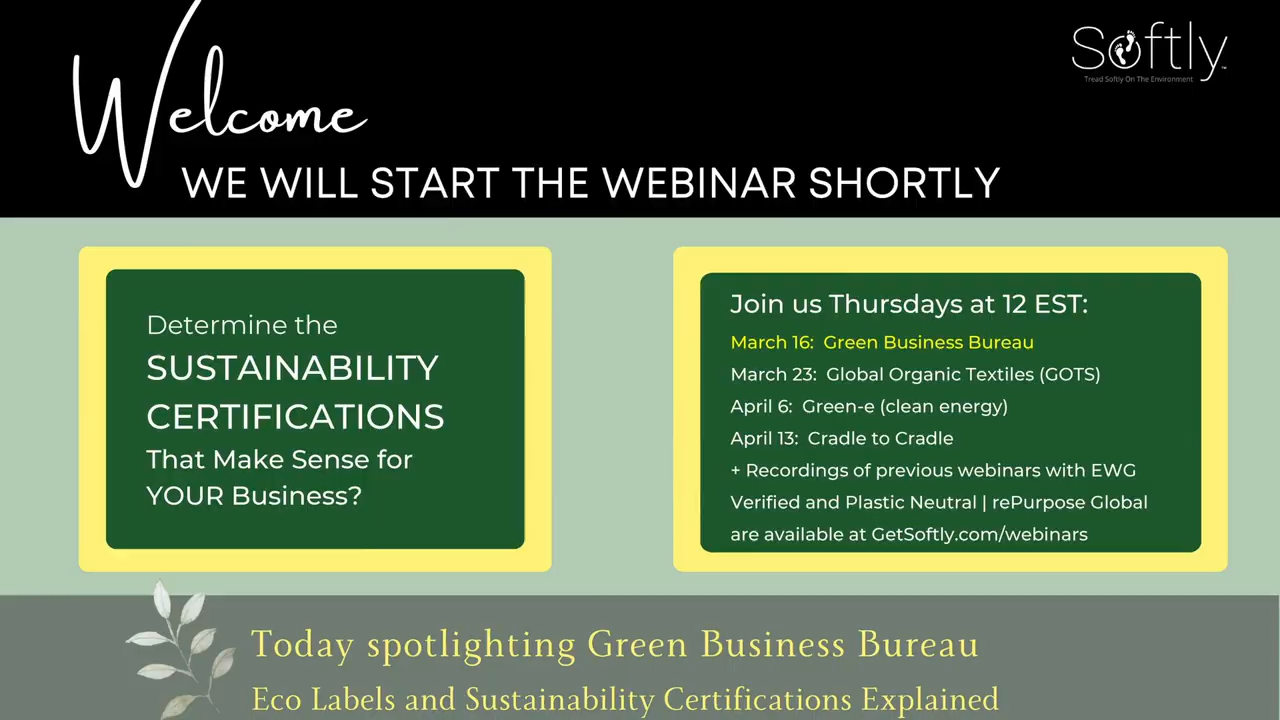 Welcome
Softly™
Tread Softly On The Environment
WE WILL START THE WEBINAR SHORTLY
Determine the
SUSTAINABILITY
CERTIFICATIONS
That Make Sense for
YOUR Business?
Join us Thursdays at 12 EST:
March 16: Green Business Bureau
March 23: Global Organic Textiles (GOTS)
April 6: Green-e (clean energy)
April 13: Cradle to Cradle
+ Recordings of previous webinars with EWG
Verified and Plastic Neutral | rePurpose Global
are available at GetSoftly.com/webinars
Today spotlighting Green Business Bureau
Eco Labels and Sustainability Certifications Explained